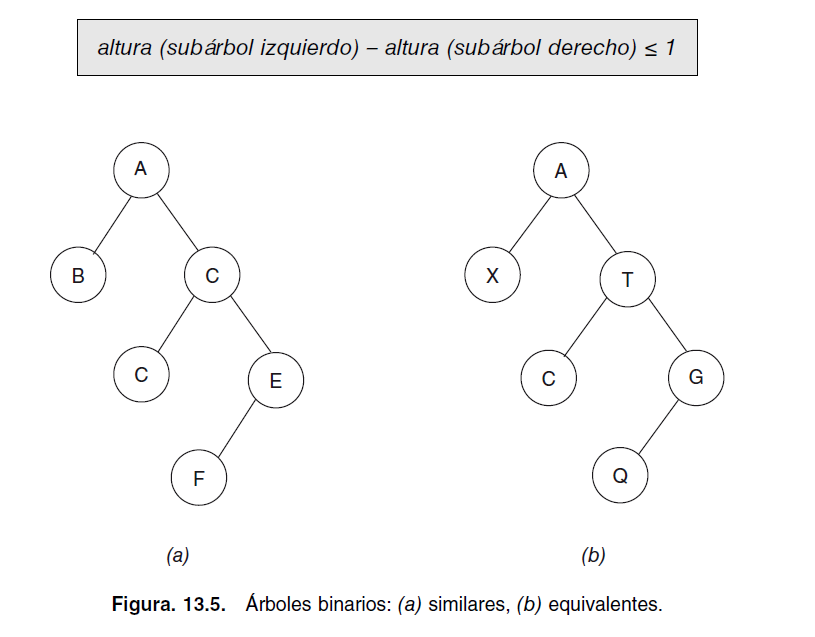 altura (subárbol izquierdo) – altura (subárbol derecho) ≤ 1
A
B
C
C
E
F
(a)
A
X
T
C
G
Q
(b)
Figura. 13.5. Árboles binarios: (a) similares, (b) equivalentes.